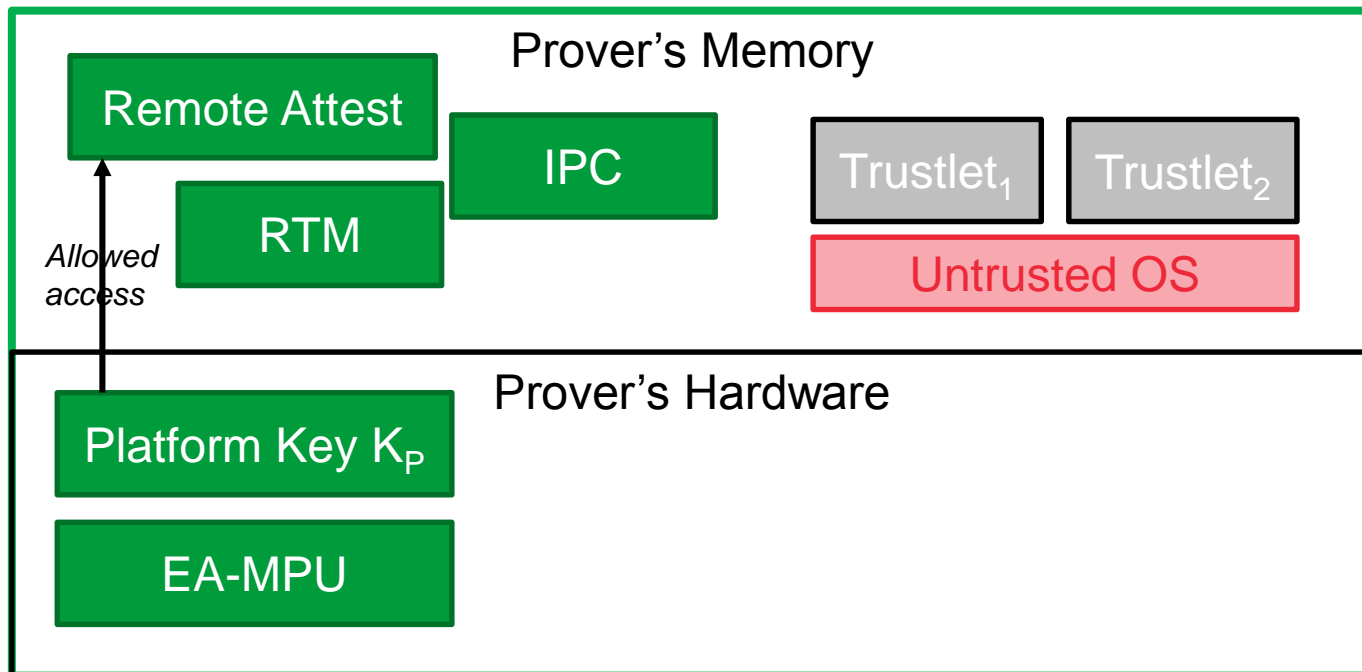 Prover’s Memory
Remote Attest
IPC
Trustlet₁
Trustlet₂
RTM
Allowed
access
Untrusted OS
Prover’s Hardware
Platform Key Kₚ
EA-MPU